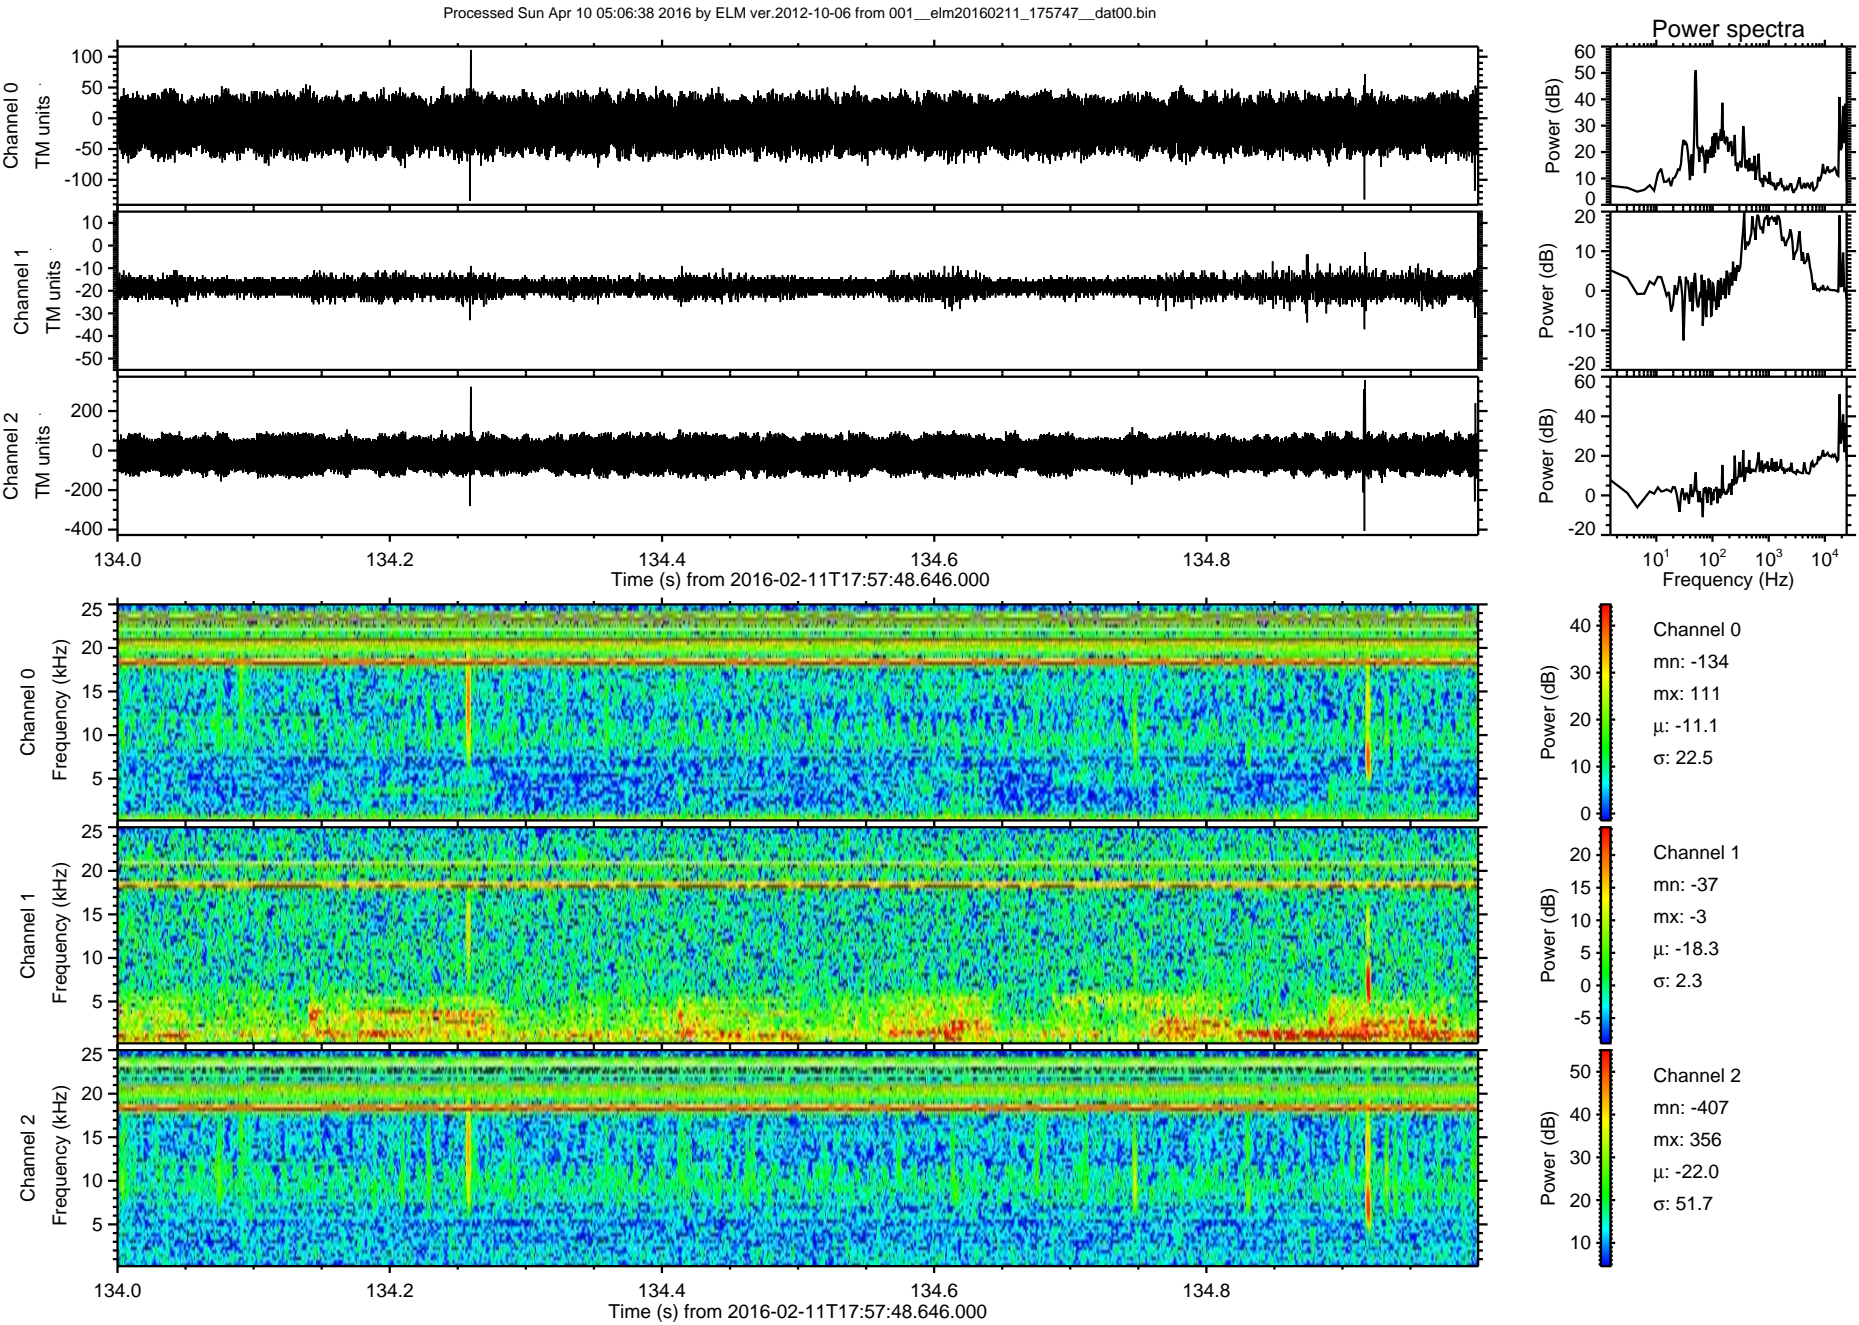 Processed Sun Apr 10 05:06:38 2016 by ELM ver.2012-10-06 from 001__elm20160211_175747__dat00.bin
Power spectra
Channel 0
TM units
100
50
0
-50
-100
Power (dB)
60
50
40
30
20
10
0
Channel 1
TM units
10
0
-10
-20
-30
-40
-50
Power (dB)
20
10
0
-10
-20
Channel 2
TM units
200
0
-200
-400
Power (dB)
60
40
20
0
-20
134.0 134.2 134.4 134.6 134.8
Time (s) from 2016-02-11T17:57:48.646.000
10¹ 10² 10³ 10⁴
Frequency (Hz)
Channel 0
Frequency (kHz)
25
20
15
10
5
Power (dB)
40
30
20
10
0
Channel 0
mn: -134
mx: 111
μ: -11.1
σ: 22.5
Channel 1
Frequency (kHz)
25
20
15
10
5
Power (dB)
20
15
10
5
0
-5
Channel 1
mn: -37
mx: -3
μ: -18.3
σ: 2.3
Channel 2
Frequency (kHz)
25
20
15
10
5
Power (dB)
50
40
30
20
10
Channel 2
mn: -407
mx: 356
μ: -22.0
σ: 51.7
134.0 134.2 134.4 134.6 134.8
Time (s) from 2016-02-11T17:57:48.646.000